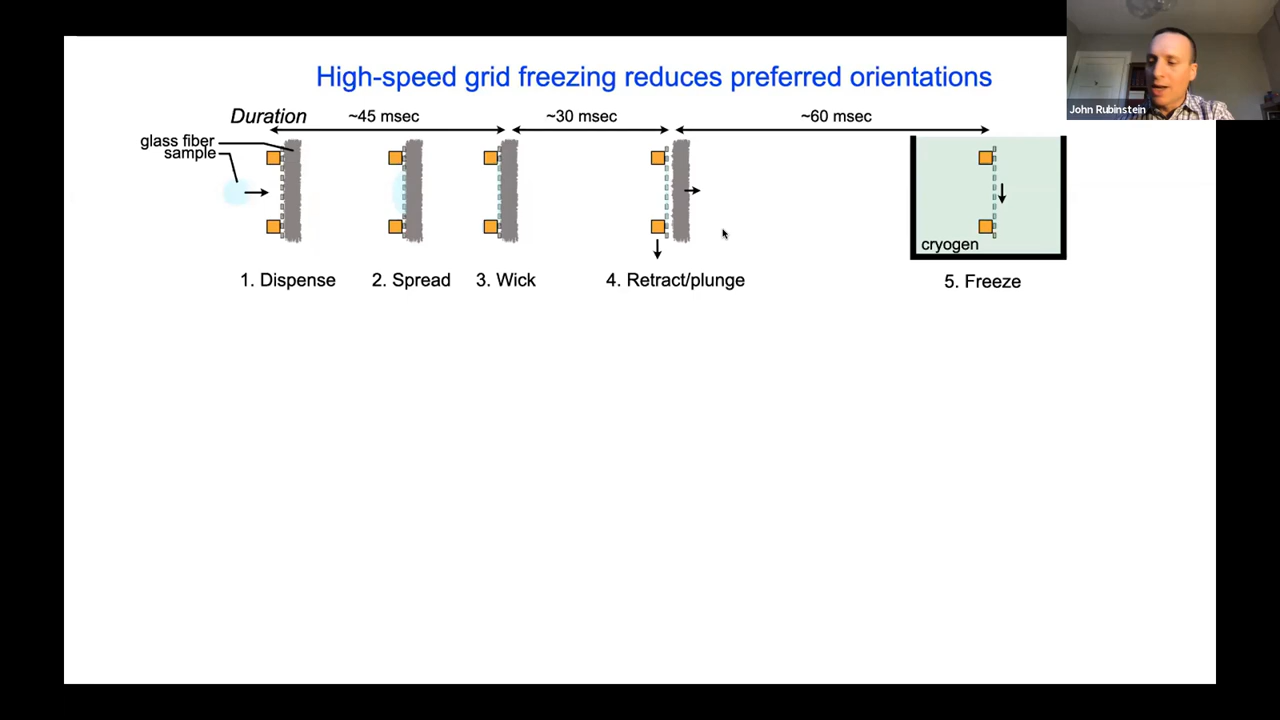 High-speed grid freezing reduces preferred orientations
John Rubinstein
Duration
~45 msec
~30 msec
~60 msec
glass fiber
sample
cryogen
1. Dispense
2. Spread
3. Wick
4. Retract/plunge
5. Freeze